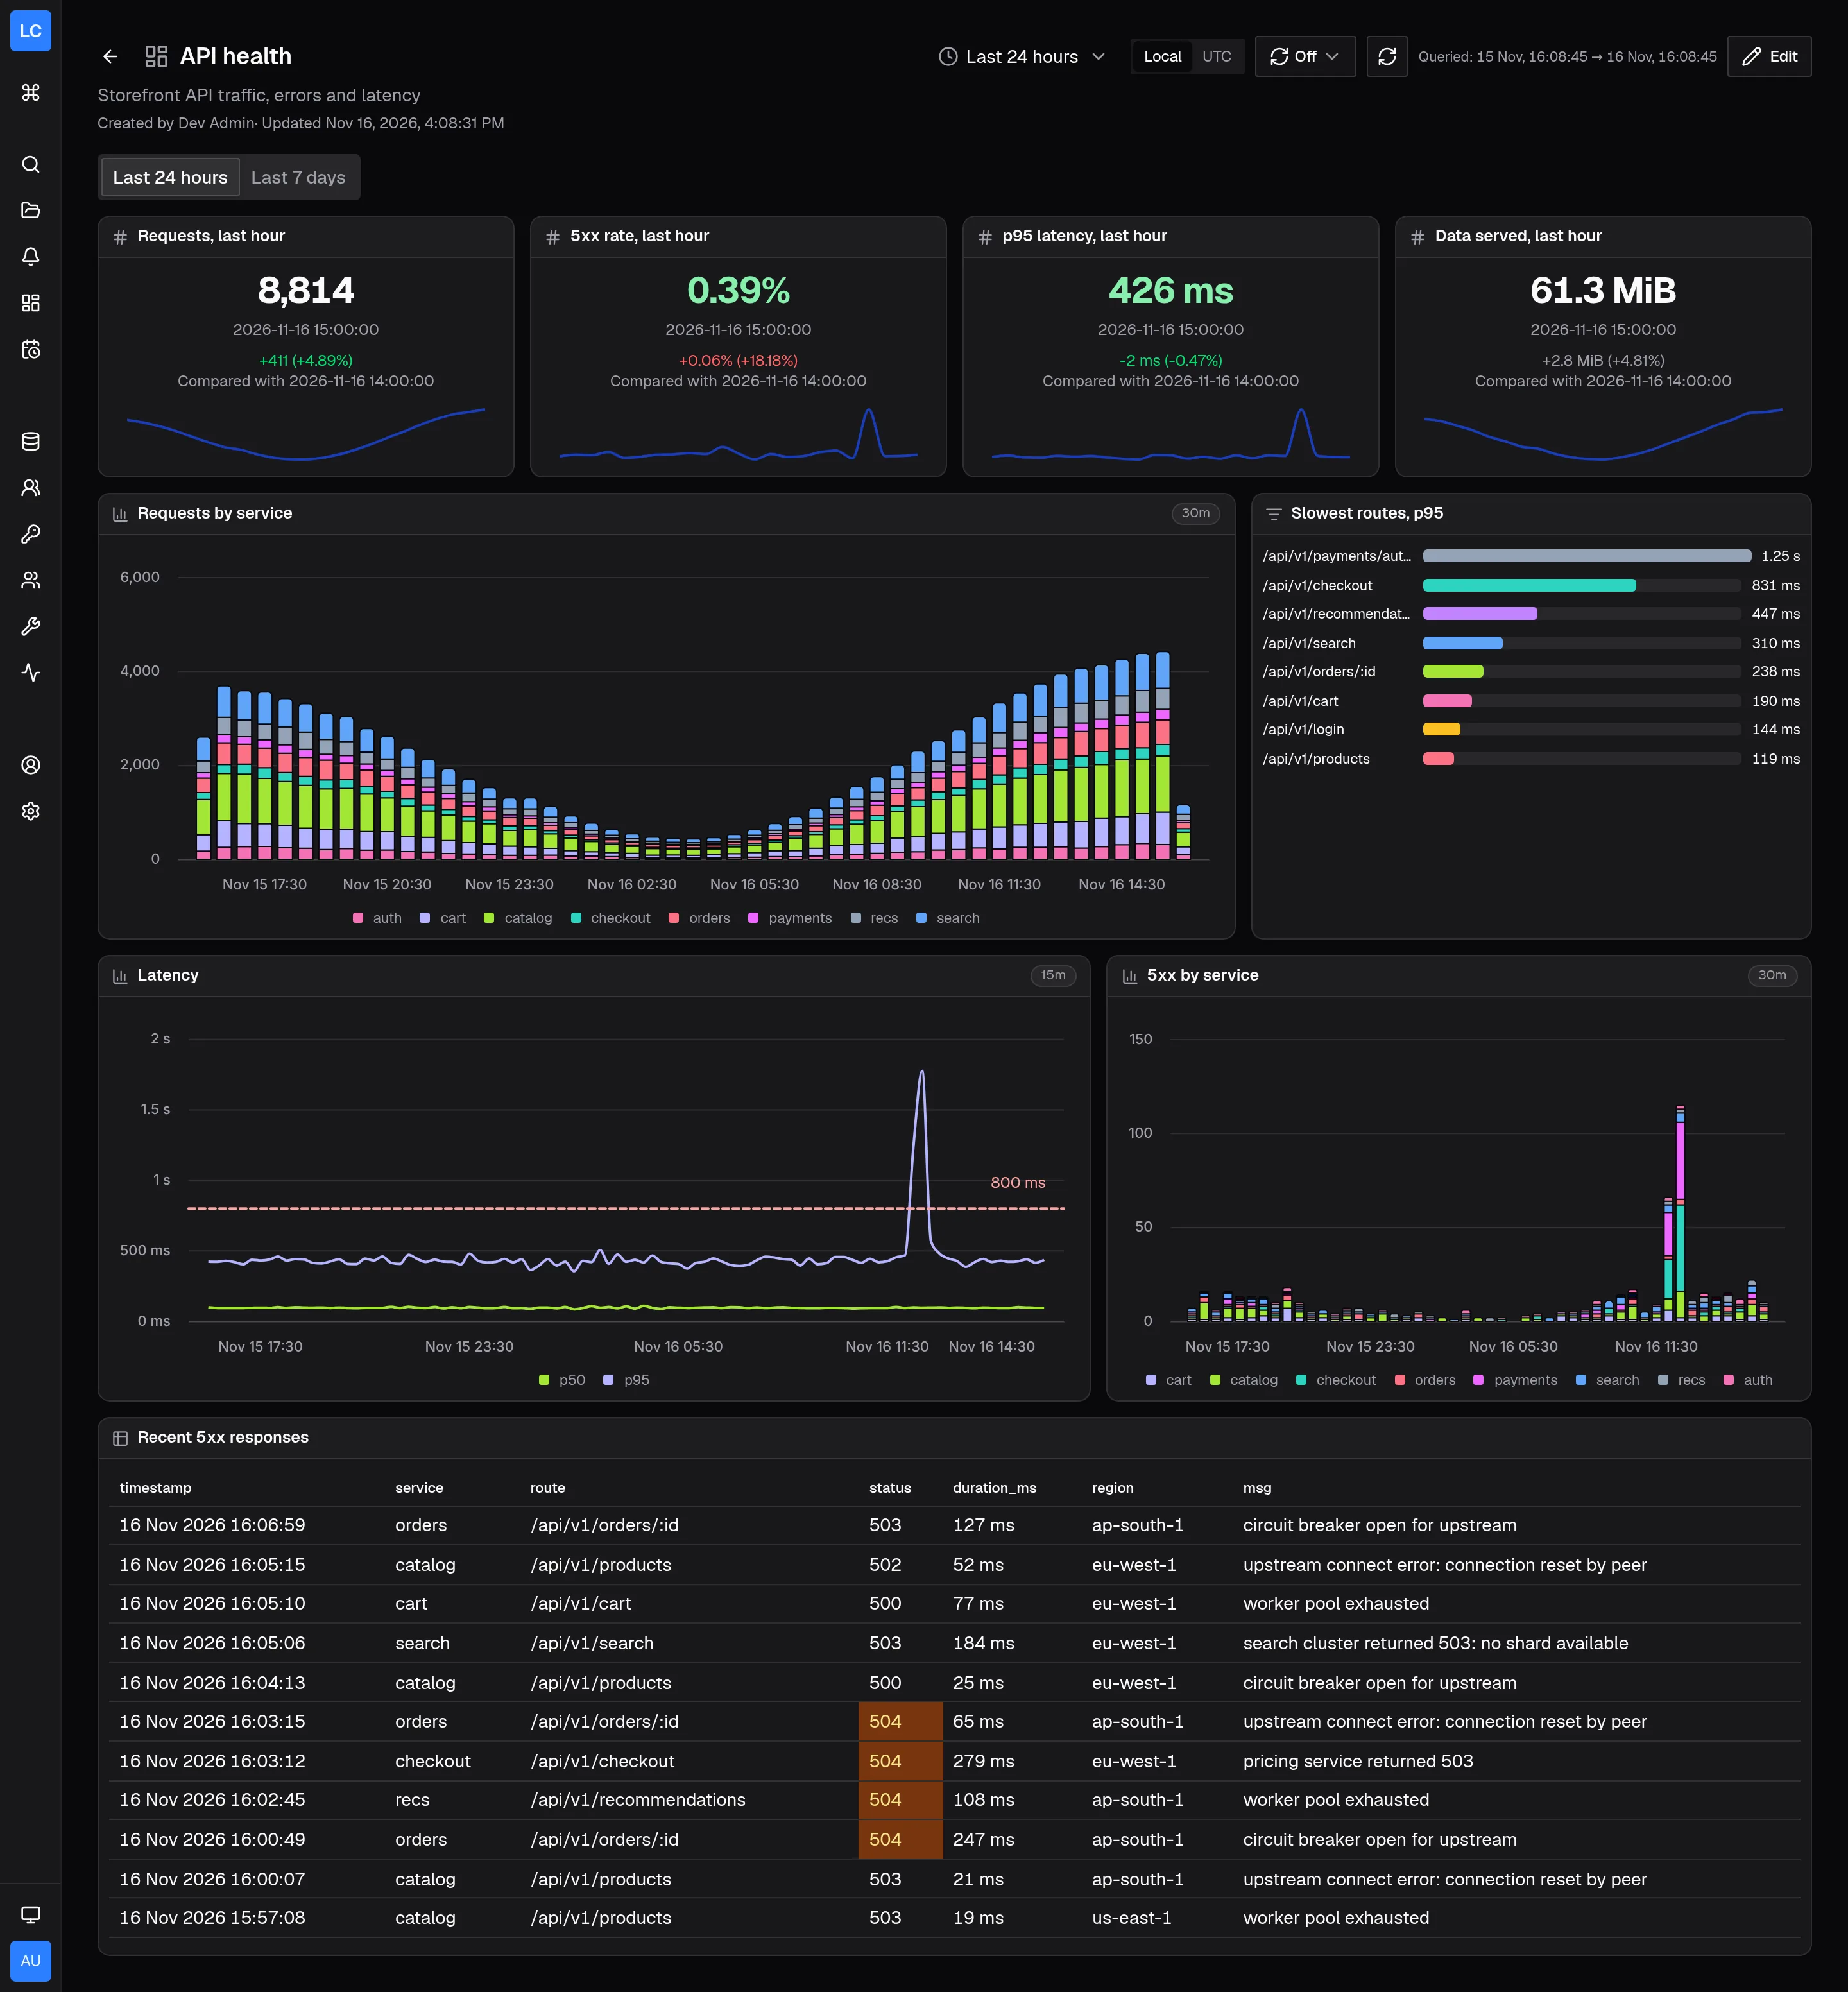 LC
API health
Last 24 hours
Local
UTC
Off
Queried: 15 Nov, 16:08:45 → 16 Nov, 16:08:45
Edit
Storefront API traffic, errors and latency
Created by Dev Admin· Updated Nov 16, 2026, 4:08:31 PM
Last 24 hours
Last 7 days
Requests, last hour
8,814
2026-11-16 15:00:00
+411 (+4.89%)
Compared with 2026-11-16 14:00:00
5xx rate, last hour
0.39%
2026-11-16 15:00:00
+0.06% (+18.18%)
Compared with 2026-11-16 14:00:00
p95 latency, last hour
426 ms
2026-11-16 15:00:00
-2 ms (-0.47%)
Compared with 2026-11-16 14:00:00
Data served, last hour
61.3 MiB
2026-11-16 15:00:00
+2.8 MiB (+4.81%)
Compared with 2026-11-16 14:00:00
Requests by service
30m
6,000
4,000
2,000
0
Nov 15 17:30
Nov 15 20:30
Nov 15 23:30
Nov 16 02:30
Nov 16 05:30
Nov 16 08:30
Nov 16 11:30
Nov 16 14:30
auth
cart
catalog
checkout
orders
payments
recs
search
Slowest routes, p95
/api/v1/payments/aut... 1.25 s
/api/v1/checkout 831 ms
/api/v1/recommendat... 447 ms
/api/v1/search 310 ms
/api/v1/orders/:id 238 ms
/api/v1/cart 190 ms
/api/v1/login 144 ms
/api/v1/products 119 ms
Latency
15m
2 s
1.5 s
1 s
800 ms
500 ms
0 ms
Nov 15 17:30
Nov 15 23:30
Nov 16 05:30
Nov 16 11:30
Nov 16 14:30
p50
p95
5xx by service
30m
150
100
50
0
Nov 15 17:30
Nov 15 23:30
Nov 16 05:30
Nov 16 11:30
cart
catalog
checkout
orders
payments
search
recs
auth
Recent 5xx responses
timestamp service route status duration_ms region msg
16 Nov 2026 16:06:59 orders /api/v1/orders/:id 503 127 ms ap-south-1 circuit breaker open for upstream
16 Nov 2026 16:05:15 catalog /api/v1/products 502 52 ms eu-west-1 upstream connect error: connection reset by peer
16 Nov 2026 16:05:10 cart /api/v1/cart 500 77 ms eu-west-1 worker pool exhausted
16 Nov 2026 16:05:06 search /api/v1/search 503 184 ms eu-west-1 search cluster returned 503: no shard available
16 Nov 2026 16:04:13 catalog /api/v1/products 500 25 ms eu-west-1 circuit breaker open for upstream
16 Nov 2026 16:03:15 orders /api/v1/orders/:id 504 65 ms ap-south-1 upstream connect error: connection reset by peer
16 Nov 2026 16:03:12 checkout /api/v1/checkout 504 279 ms eu-west-1 pricing service returned 503
16 Nov 2026 16:02:45 recs /api/v1/recommendations 504 108 ms ap-south-1 worker pool exhausted
16 Nov 2026 16:00:49 orders /api/v1/orders/:id 504 247 ms ap-south-1 circuit breaker open for upstream
16 Nov 2026 16:00:07 catalog /api/v1/products 503 21 ms eu-west-1 upstream connect error: connection reset by peer
16 Nov 2026 15:57:08 catalog /api/v1/products 503 19 ms us-east-1 worker pool exhausted
AU